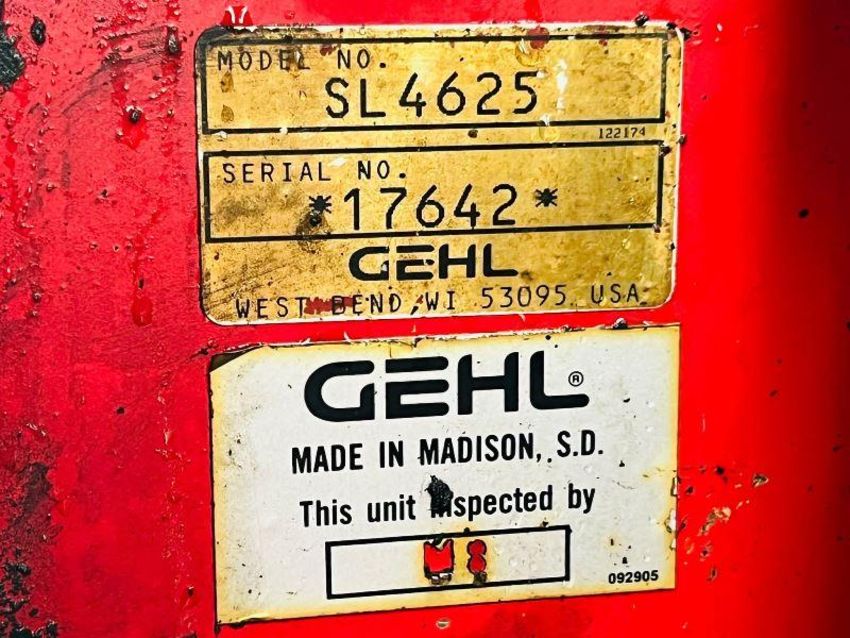 MODEL NO.
SL4625
122174
SERIAL NO.
*17642*
GEHL
WEST BEND, WI 53095 USA
GEHL®
MADE IN MADISON, S.D.
This unit inspected by
092905